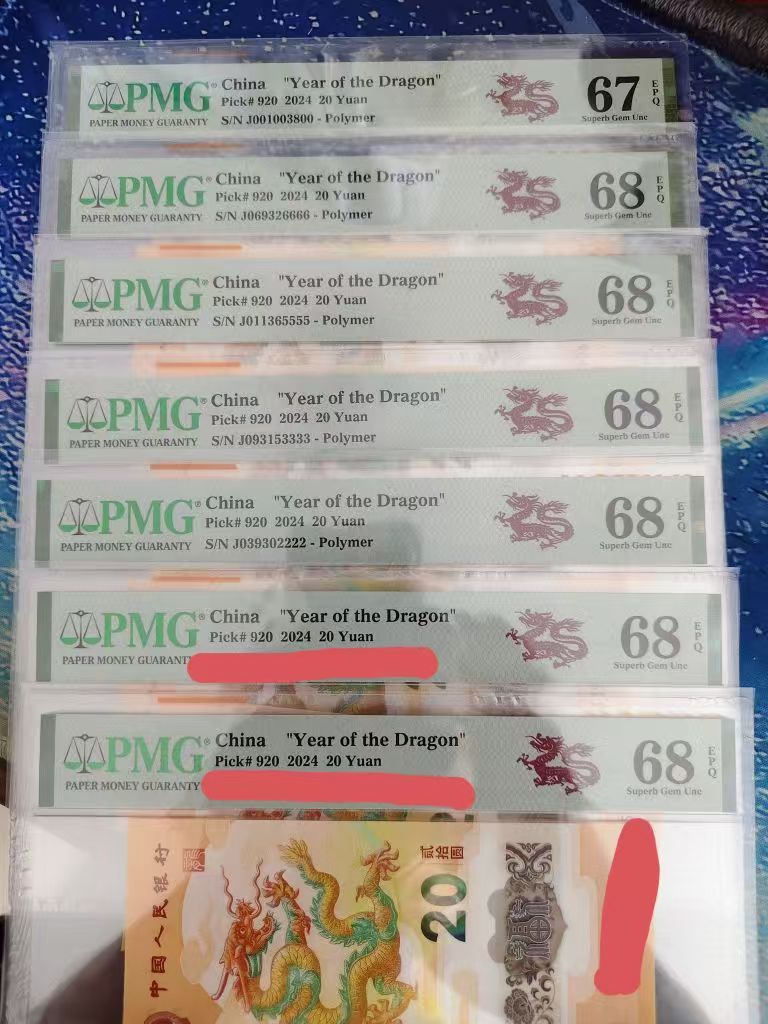 PMG® China "Year of the Dragon"
Pick# 920 2024 20 Yuan
PAPER MONEY GUARANTY S/N J001003800 - Polymer
67 EPQ
Superb Gem Unc
PMG® China "Year of the Dragon"
Pick# 920 2024 20 Yuan
PAPER MONEY GUARANTY S/N J069326666 - Polymer
68 EPQ
Superb Gem Unc
PMG® China "Year of the Dragon"
Pick# 920 2024 20 Yuan
PAPER MONEY GUARANTY S/N J011365555 - Polymer
68 EPQ
Superb Gem Unc
PMG® China "Year of the Dragon"
Pick# 920 2024 20 Yuan
PAPER MONEY GUARANTY S/N J093153333 - Polymer
68 EPQ
Superb Gem Unc
PMG® China "Year of the Dragon"
Pick# 920 2024 20 Yuan
PAPER MONEY GUARANTY S/N J039302222 - Polymer
68 EPQ
Superb Gem Unc
PMG® China "Year of the Dragon"
Pick# 920 2024 20 Yuan
PAPER MONEY
68 EPQ
Superb Gem Unc
PMG® China "Year of the Dragon"
Pick# 920 2024 20 Yuan
PAPER MONEY GUARANTY
68 EPQ
Superb Gem Unc
中國人民銀行
贰拾圆
20